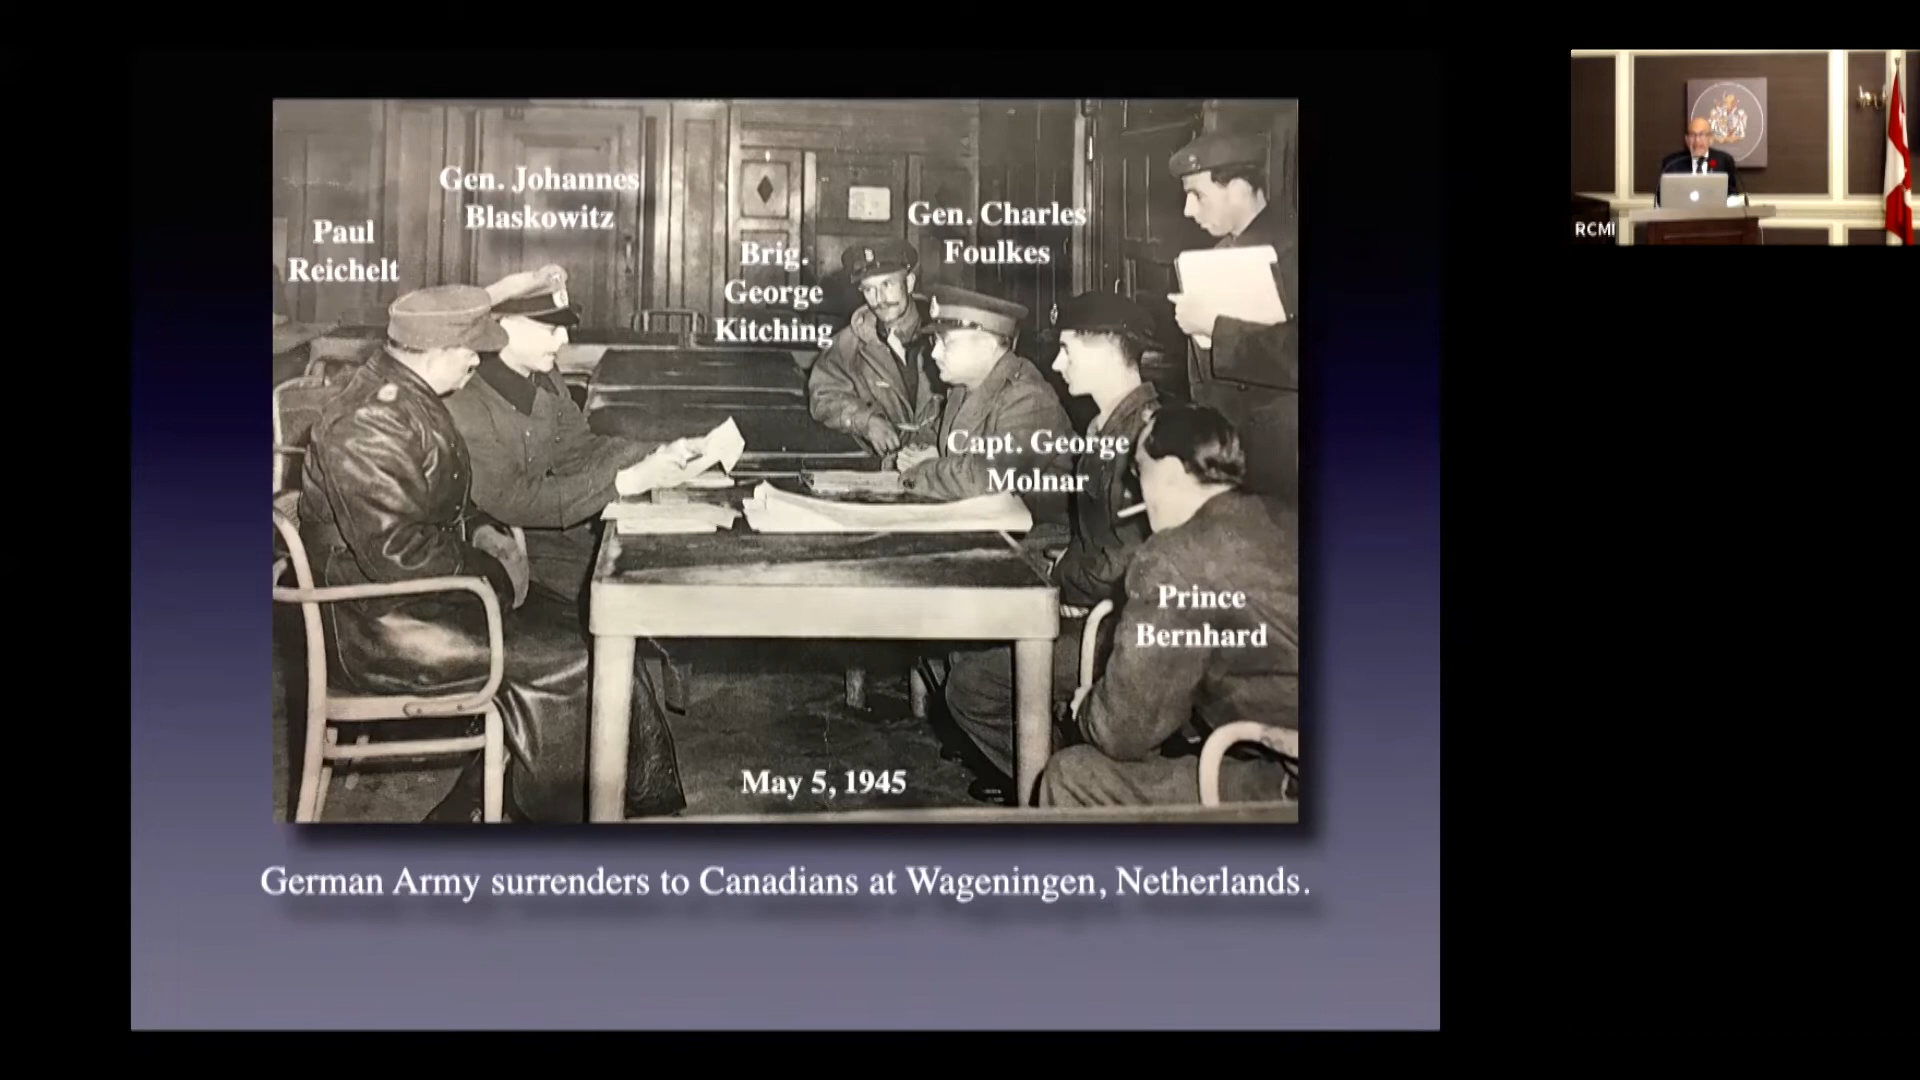 Paul
Reichelt
Gen. Johannes
Blaskowitz
Brig.
George
Kitching
Gen. Charles
Foulkes
Capt. George
Molnar
Prince
Bernhard
May 5, 1945
German Army surrenders to Canadians at Wageningen, Netherlands.
RCMI